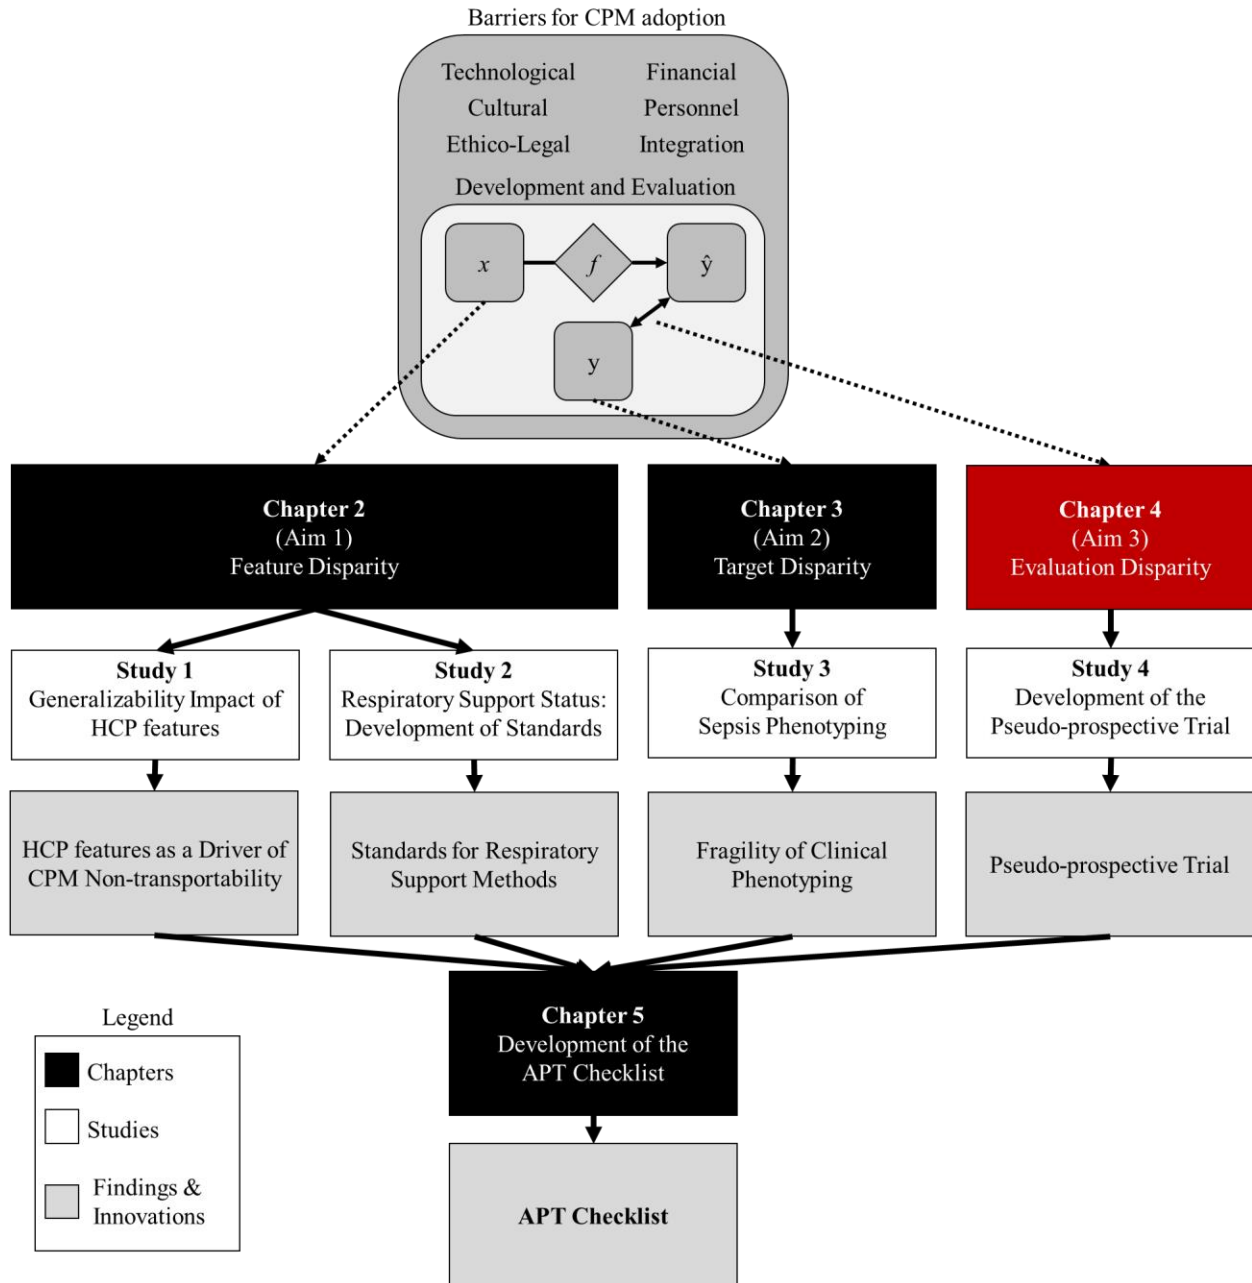 Barriers for CPM adoption
Technological
Financial
Cultural
Personnel
Ethico-Legal
Integration
Development and Evaluation
x
f
ŷ
y
Chapter 2
(Aim 1)
Feature Disparity
Chapter 3
(Aim 2)
Target Disparity
Chapter 4
(Aim 3)
Evaluation Disparity
Study 1
Generalizability Impact of
HCP features
Study 2
Respiratory Support Status:
Development of Standards
Study 3
Comparison of
Sepsis Phenotyping
Study 4
Development of the
Pseudo-prospective Trial
HCP features as a Driver of
CPM Non-transportability
Standards for Respiratory
Support Methods
Fragility of Clinical
Phenotyping
Pseudo-prospective Trial
Chapter 5
Development of the
APT Checklist
APT Checklist
Legend
Chapters
Studies
Findings &
Innovations